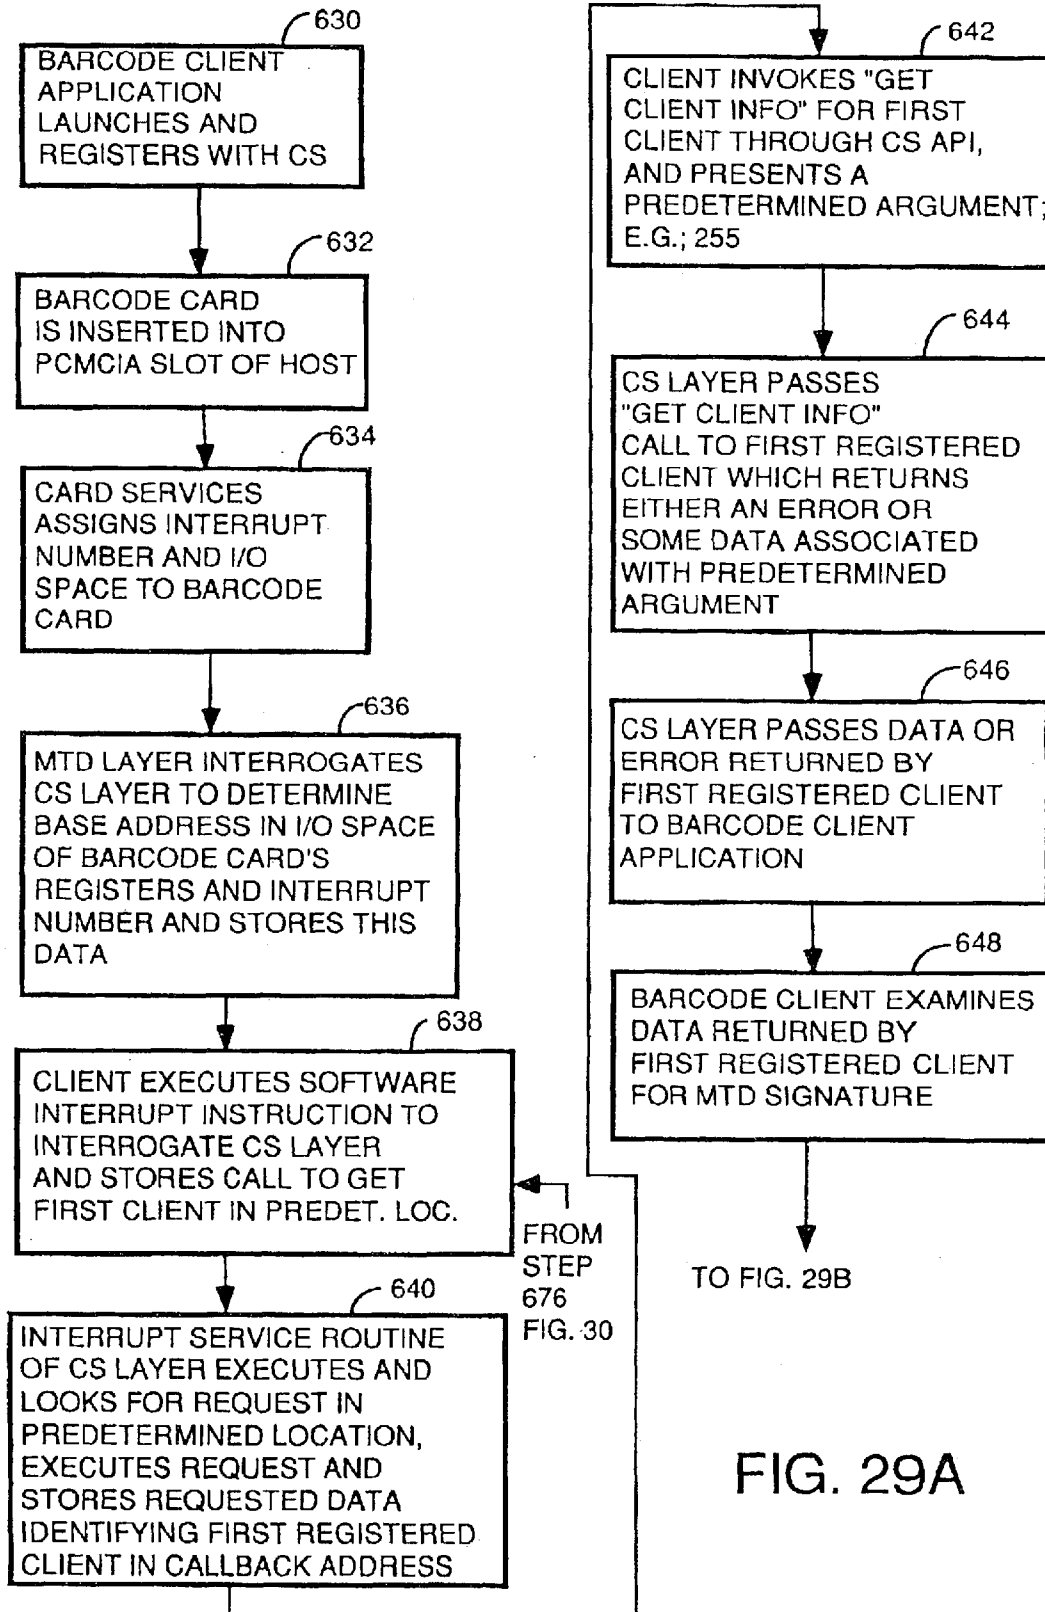 630
BARCODE CLIENT
APPLICATION
LAUNCHES AND
REGISTERS WITH CS
632
BARCODE CARD
IS INSERTED INTO
PCMCIA SLOT OF HOST
634
CARD SERVICES
ASSIGNS INTERRUPT
NUMBER AND I/O
SPACE TO BARCODE
CARD
636
MTD LAYER INTERROGATES
CS LAYER TO DETERMINE
BASE ADDRESS IN I/O SPACE
OF BARCODE CARD'S
REGISTERS AND INTERRUPT
NUMBER AND STORES THIS
DATA
638
CLIENT EXECUTES SOFTWARE
INTERRUPT INSTRUCTION TO
INTERROGATE CS LAYER
AND STORES CALL TO GET
FIRST CLIENT IN PREDET. LOC.
FROM
STEP
676
FIG. 30
640
INTERRUPT SERVICE ROUTINE
OF CS LAYER EXECUTES AND
LOOKS FOR REQUEST IN
PREDETERMINED LOCATION,
EXECUTES REQUEST AND
STORES REQUESTED DATA
IDENTIFYING FIRST REGISTERED
CLIENT IN CALLBACK ADDRESS
642
CLIENT INVOKES "GET
CLIENT INFO" FOR FIRST
CLIENT THROUGH CS API,
AND PRESENTS A
PREDETERMINED ARGUMENT;
E.G.; 255
644
CS LAYER PASSES
"GET CLIENT INFO"
CALL TO FIRST REGISTERED
CLIENT WHICH RETURNS
EITHER AN ERROR OR
SOME DATA ASSOCIATED
WITH PREDETERMINED
ARGUMENT
646
CS LAYER PASSES DATA OR
ERROR RETURNED BY
FIRST REGISTERED CLIENT
TO BARCODE CLIENT
APPLICATION
648
BARCODE CLIENT EXAMINES
DATA RETURNED BY
FIRST REGISTERED CLIENT
FOR MTD SIGNATURE
TO FIG. 29B
FIG. 29A